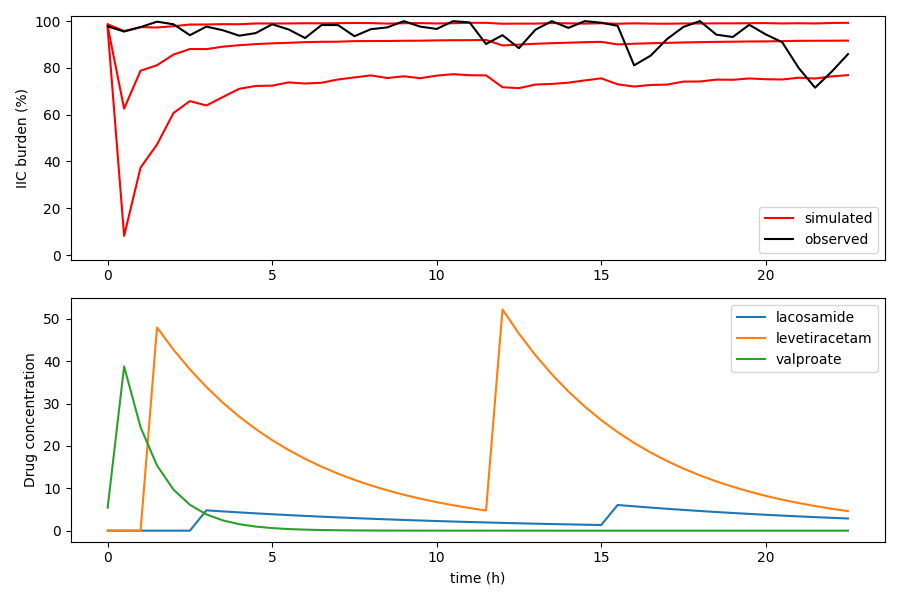 IIC burden (%)
100
80
60
40
20
0
0 5 10 15 20
simulated
observed
Drug concentration
50
40
30
20
10
0
0 5 10 15 20
time (h)
lacosamide
levetiracetam
valproate